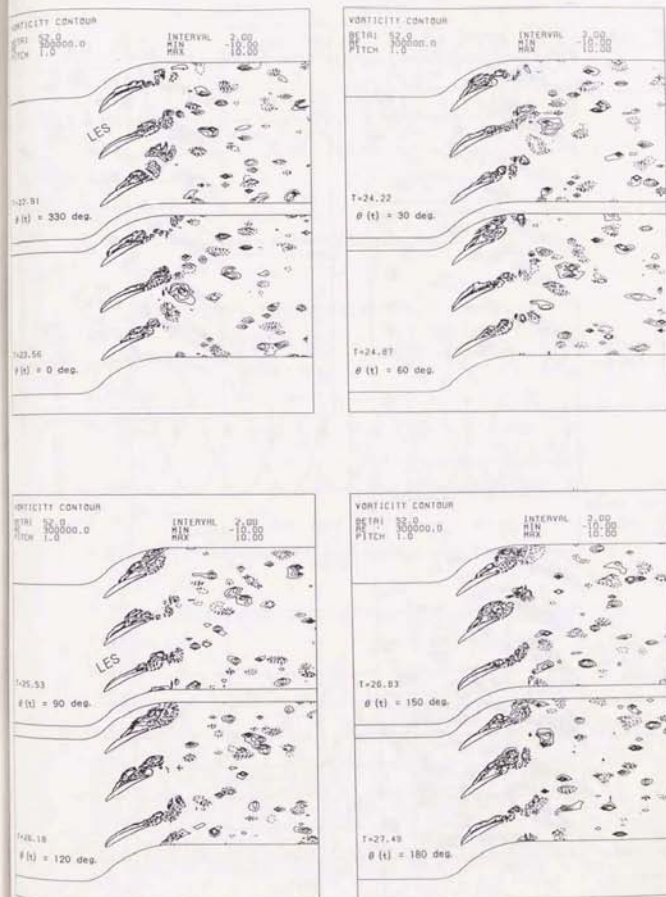 VORTICITY CONTOUR
BETA1 52.0
RE 300000.0
PITCH 1.0
INTERVAL 2.00
MIN -10.00
MAX 10.00
LES
θ (t) = 330 deg.
T=23.56
θ (t) = 0 deg.
VORTICITY CONTOUR
BETA1 52.0
RE 300000.0
PITCH 1.0
INTERVAL 2.00
MIN -10.00
MAX 10.00
T=24.22
θ (t) = 30 deg.
T=24.87
θ (t) = 60 deg.
VORTICITY CONTOUR
BETA1 52.0
RE 300000.0
PITCH 1.0
INTERVAL 2.00
MIN -10.00
MAX 10.00
LES
T=25.53
θ (t) = 90 deg.
T=26.18
θ (t) = 120 deg.
VORTICITY CONTOUR
BETA1 52.0
RE 300000.0
PITCH 1.0
INTERVAL 2.00
MIN -10.00
MAX 10.00
T=26.83
θ (t) = 150 deg.
T=27.49
θ (t) = 180 deg.